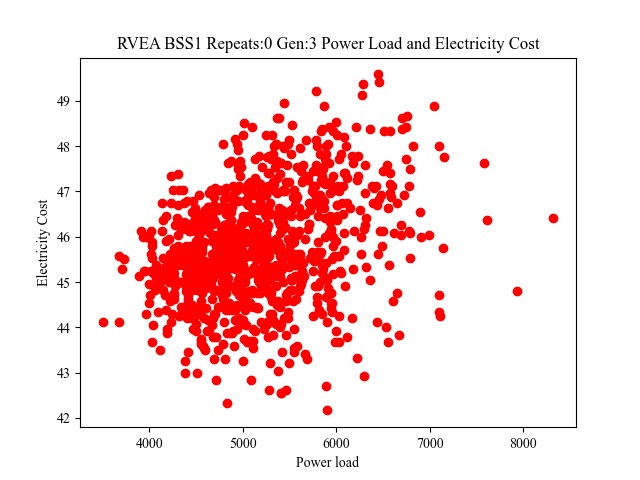 RVEA BSS1 Repeats:0 Gen:3 Power Load and Electricity Cost
Electricity Cost
49
48
47
46
45
44
43
42
4000 5000 6000 7000 8000
Power load